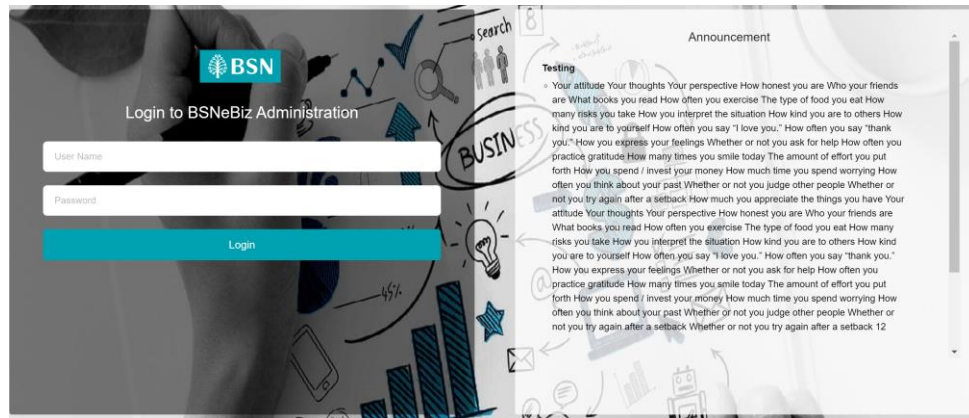 BSN
Login to BSNeBiz Administration
User Name
Password
Login
search
BUSINESS
45%
8
Announcement
Testing
Your attitude Your thoughts Your perspective How honest you are Who your friends
are What books you read How often you exercise The type of food you eat How
many risks you take How you interpret the situation How kind you are to others How
kind you are to yourself How often you say "I love you." How often you say "thank
you." How you express your feelings Whether or not you ask for help How often you
practice gratitude How many times you smile today The amount of effort you put
forth How you spend / invest your money How much time you spend worrying How
often you think about your past Whether or not you judge other people Whether or
not you try again after a setback How much you appreciate the things you have Your
attitude Your thoughts Your perspective How honest you are Who your friends are
What books you read How often you exercise The type of food you eat How many
risks you take How you interpret the situation How kind you are to others How kind
you are to yourself How often you say "I love you." How often you say "thank you."
How you express your feelings Whether or not you ask for help How often you
practice gratitude How many times you smile today The amount of effort you put
forth How you spend / invest your money How much time you spend worrying How
often you think about your past Whether or not you judge other people Whether or
not you try again after a setback Whether or not you try again after a setback 12